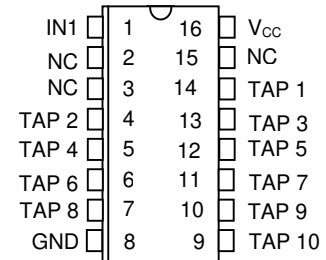 IN1 1 16 VCC
NC 2 15 NC
NC 3 14 TAP 1
TAP 2 4 13 TAP 3
TAP 4 5 12 TAP 5
TAP 6 6 11 TAP 7
TAP 8 7 10 TAP 9
GND 8 9 TAP 10